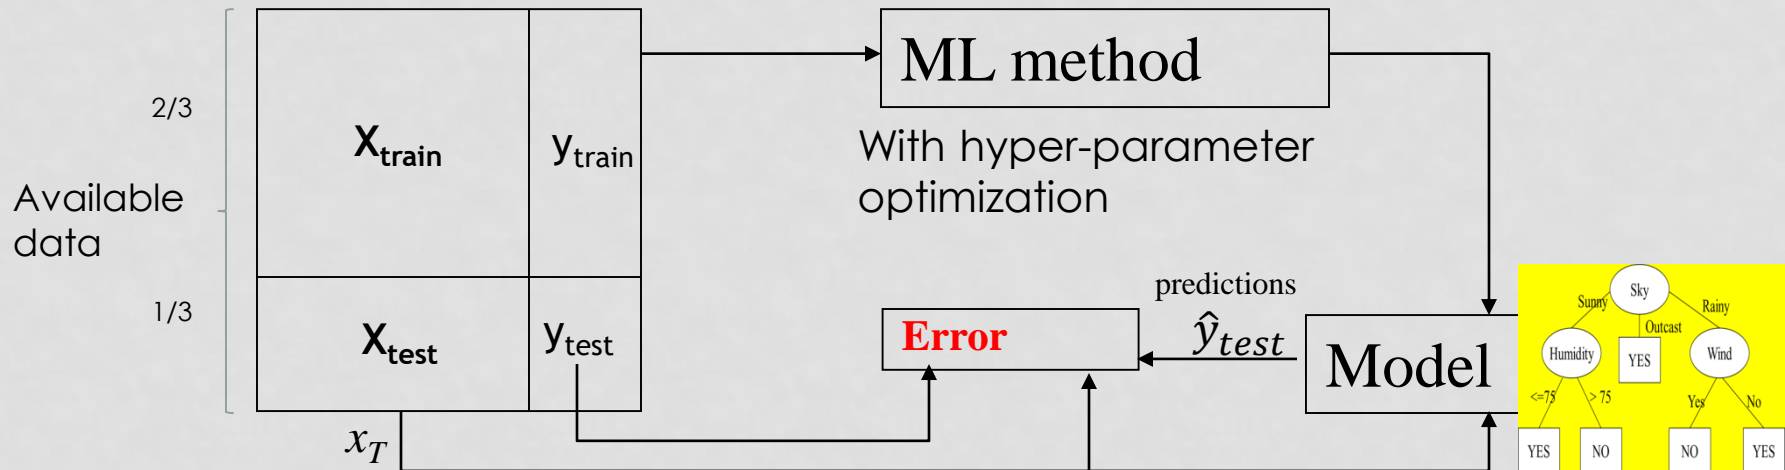 2/3
Available
data
1/3
X_train
y_train
X_test
y_test
x_T
ML method
With hyper-parameter
optimization
Error
predictions
ŷ_test
Model
Sky
Sunny
Outcast
Rainy
Humidity
YES
Wind
<=75
> 75
Yes
No
YES
NO
NO
YES